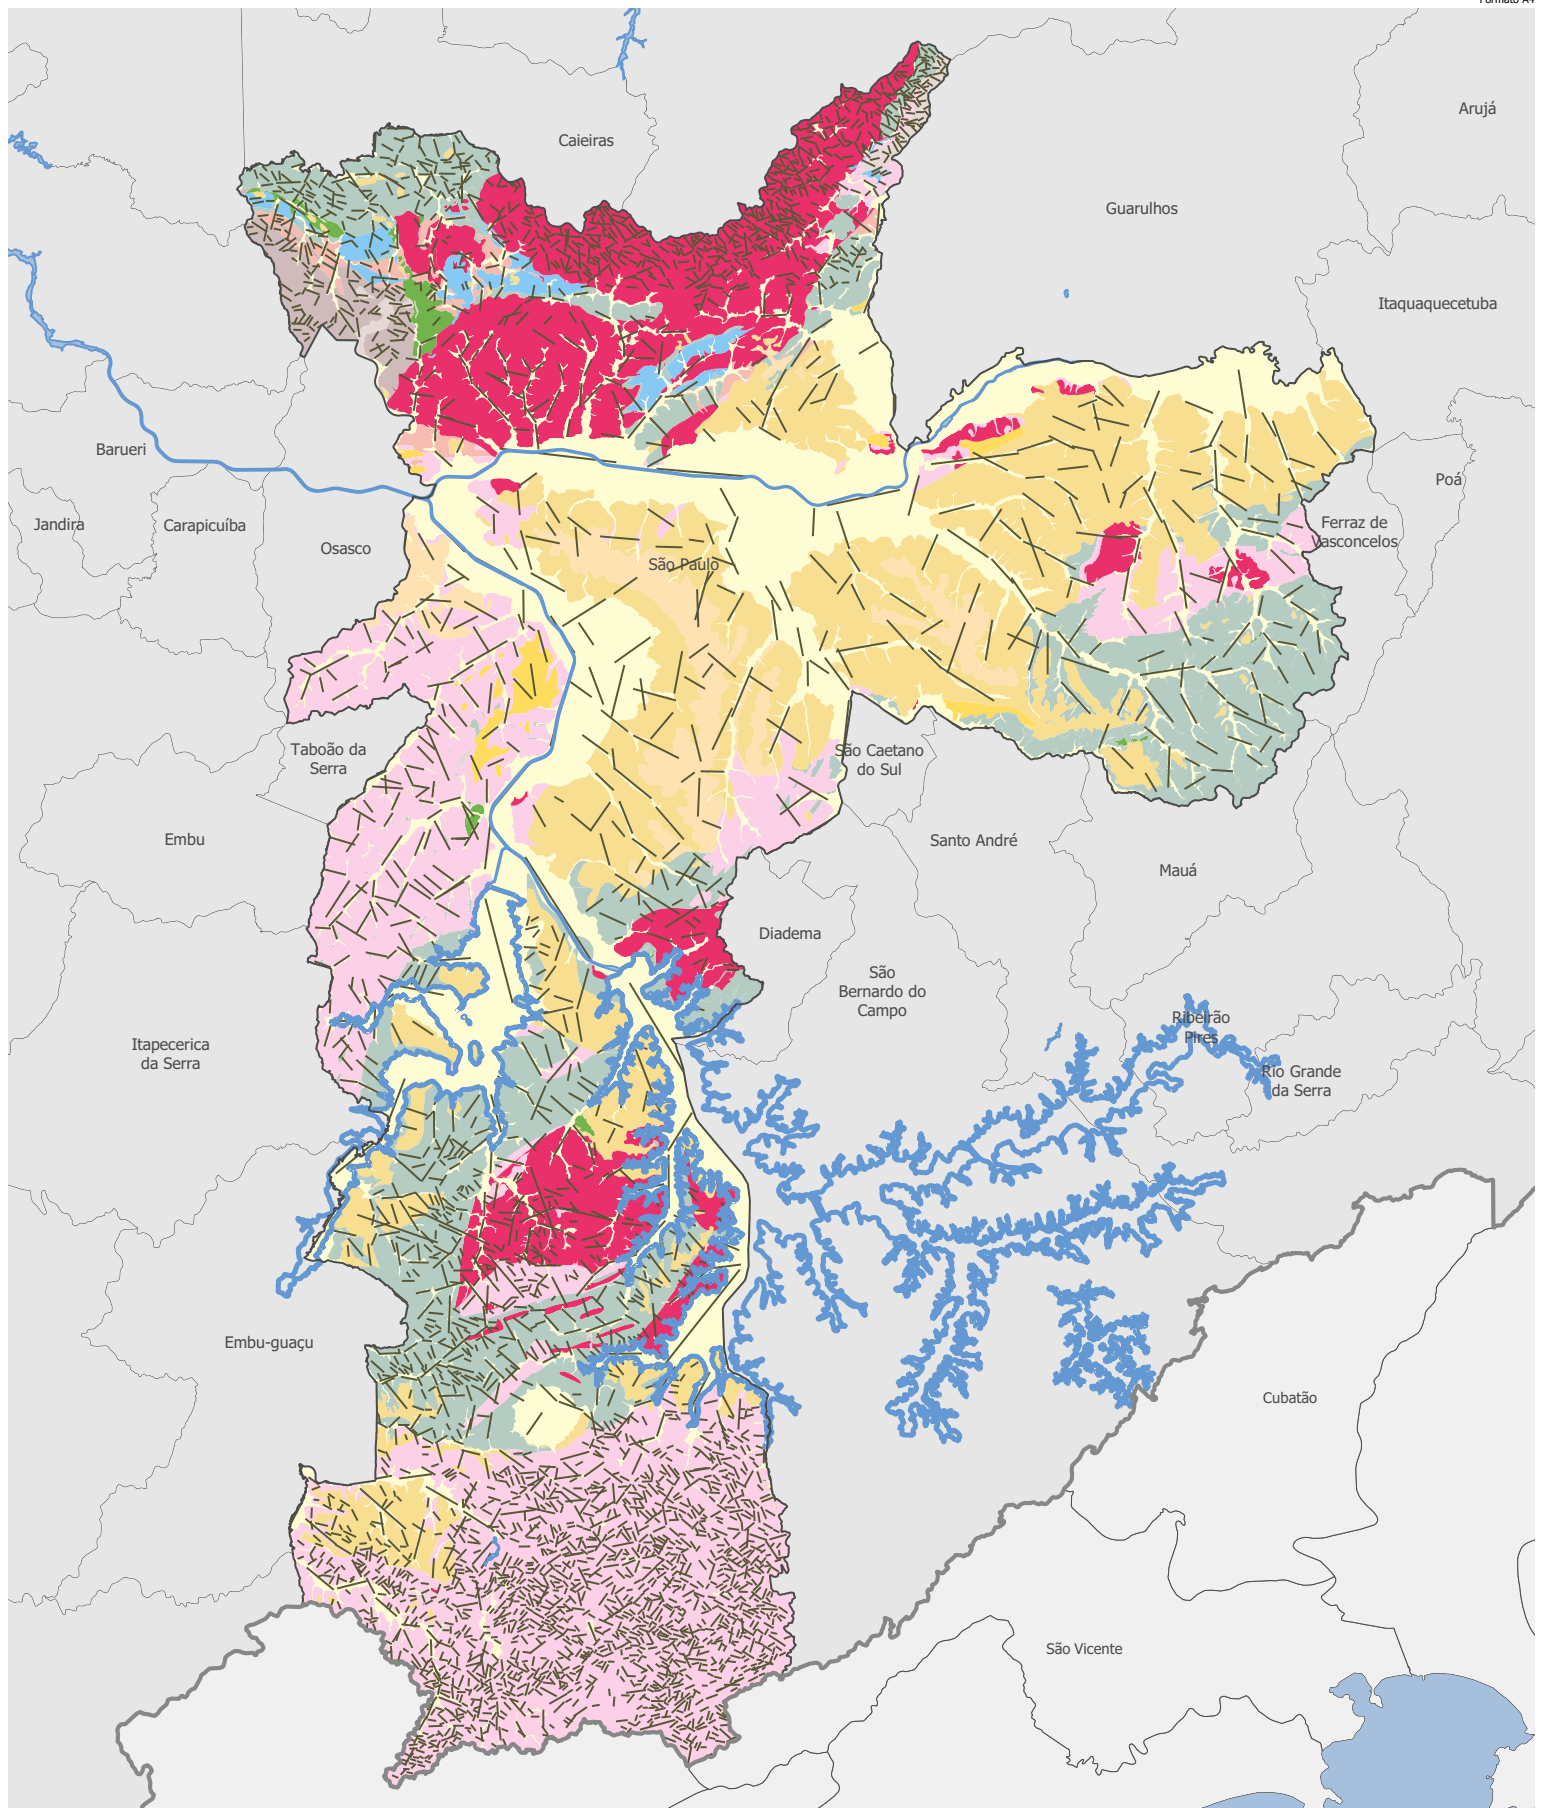 Formato A4
Caieiras
Arujá
Guarulhos
Itaquaquecetuba
Barueri
Poá
Jandira
Carapicuíba
Ferraz de
Vasconcelos
Osasco
São Paulo
Taboão da
Serra
São Caetano
do Sul
Embu
Santo André
Mauá
Diadema
São
Bernardo do
Campo
Ribeirão
Pires
Itapecerica
da Serra
Rio Grande
da Serra
Embu-guaçu
Cubatão
São Vicente